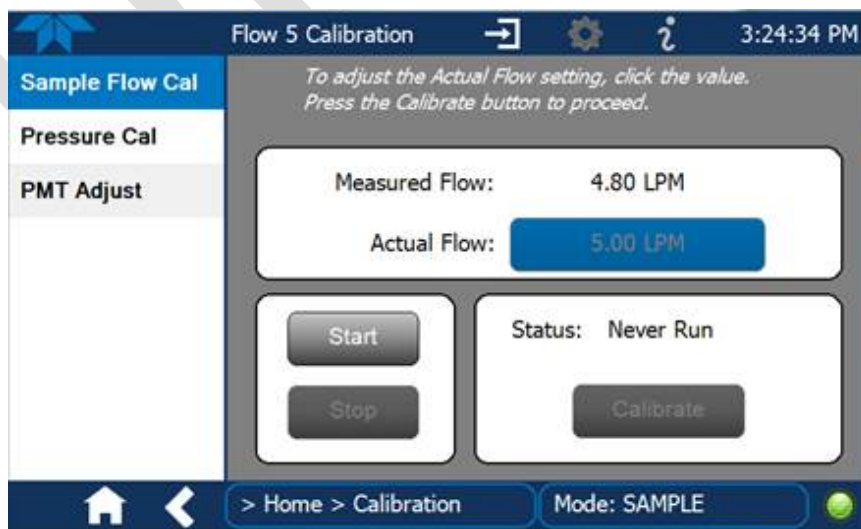 Flow 5 Calibration
3:24:34 PM
Sample Flow Cal
Pressure Cal
PMT Adjust
To adjust the Actual Flow setting, click the value.
Press the Calibrate button to proceed.
Measured Flow: 4.80 LPM
Actual Flow: 5.00 LPM
Start
Stop
Status: Never Run
Calibrate
> Home > Calibration
Mode: SAMPLE